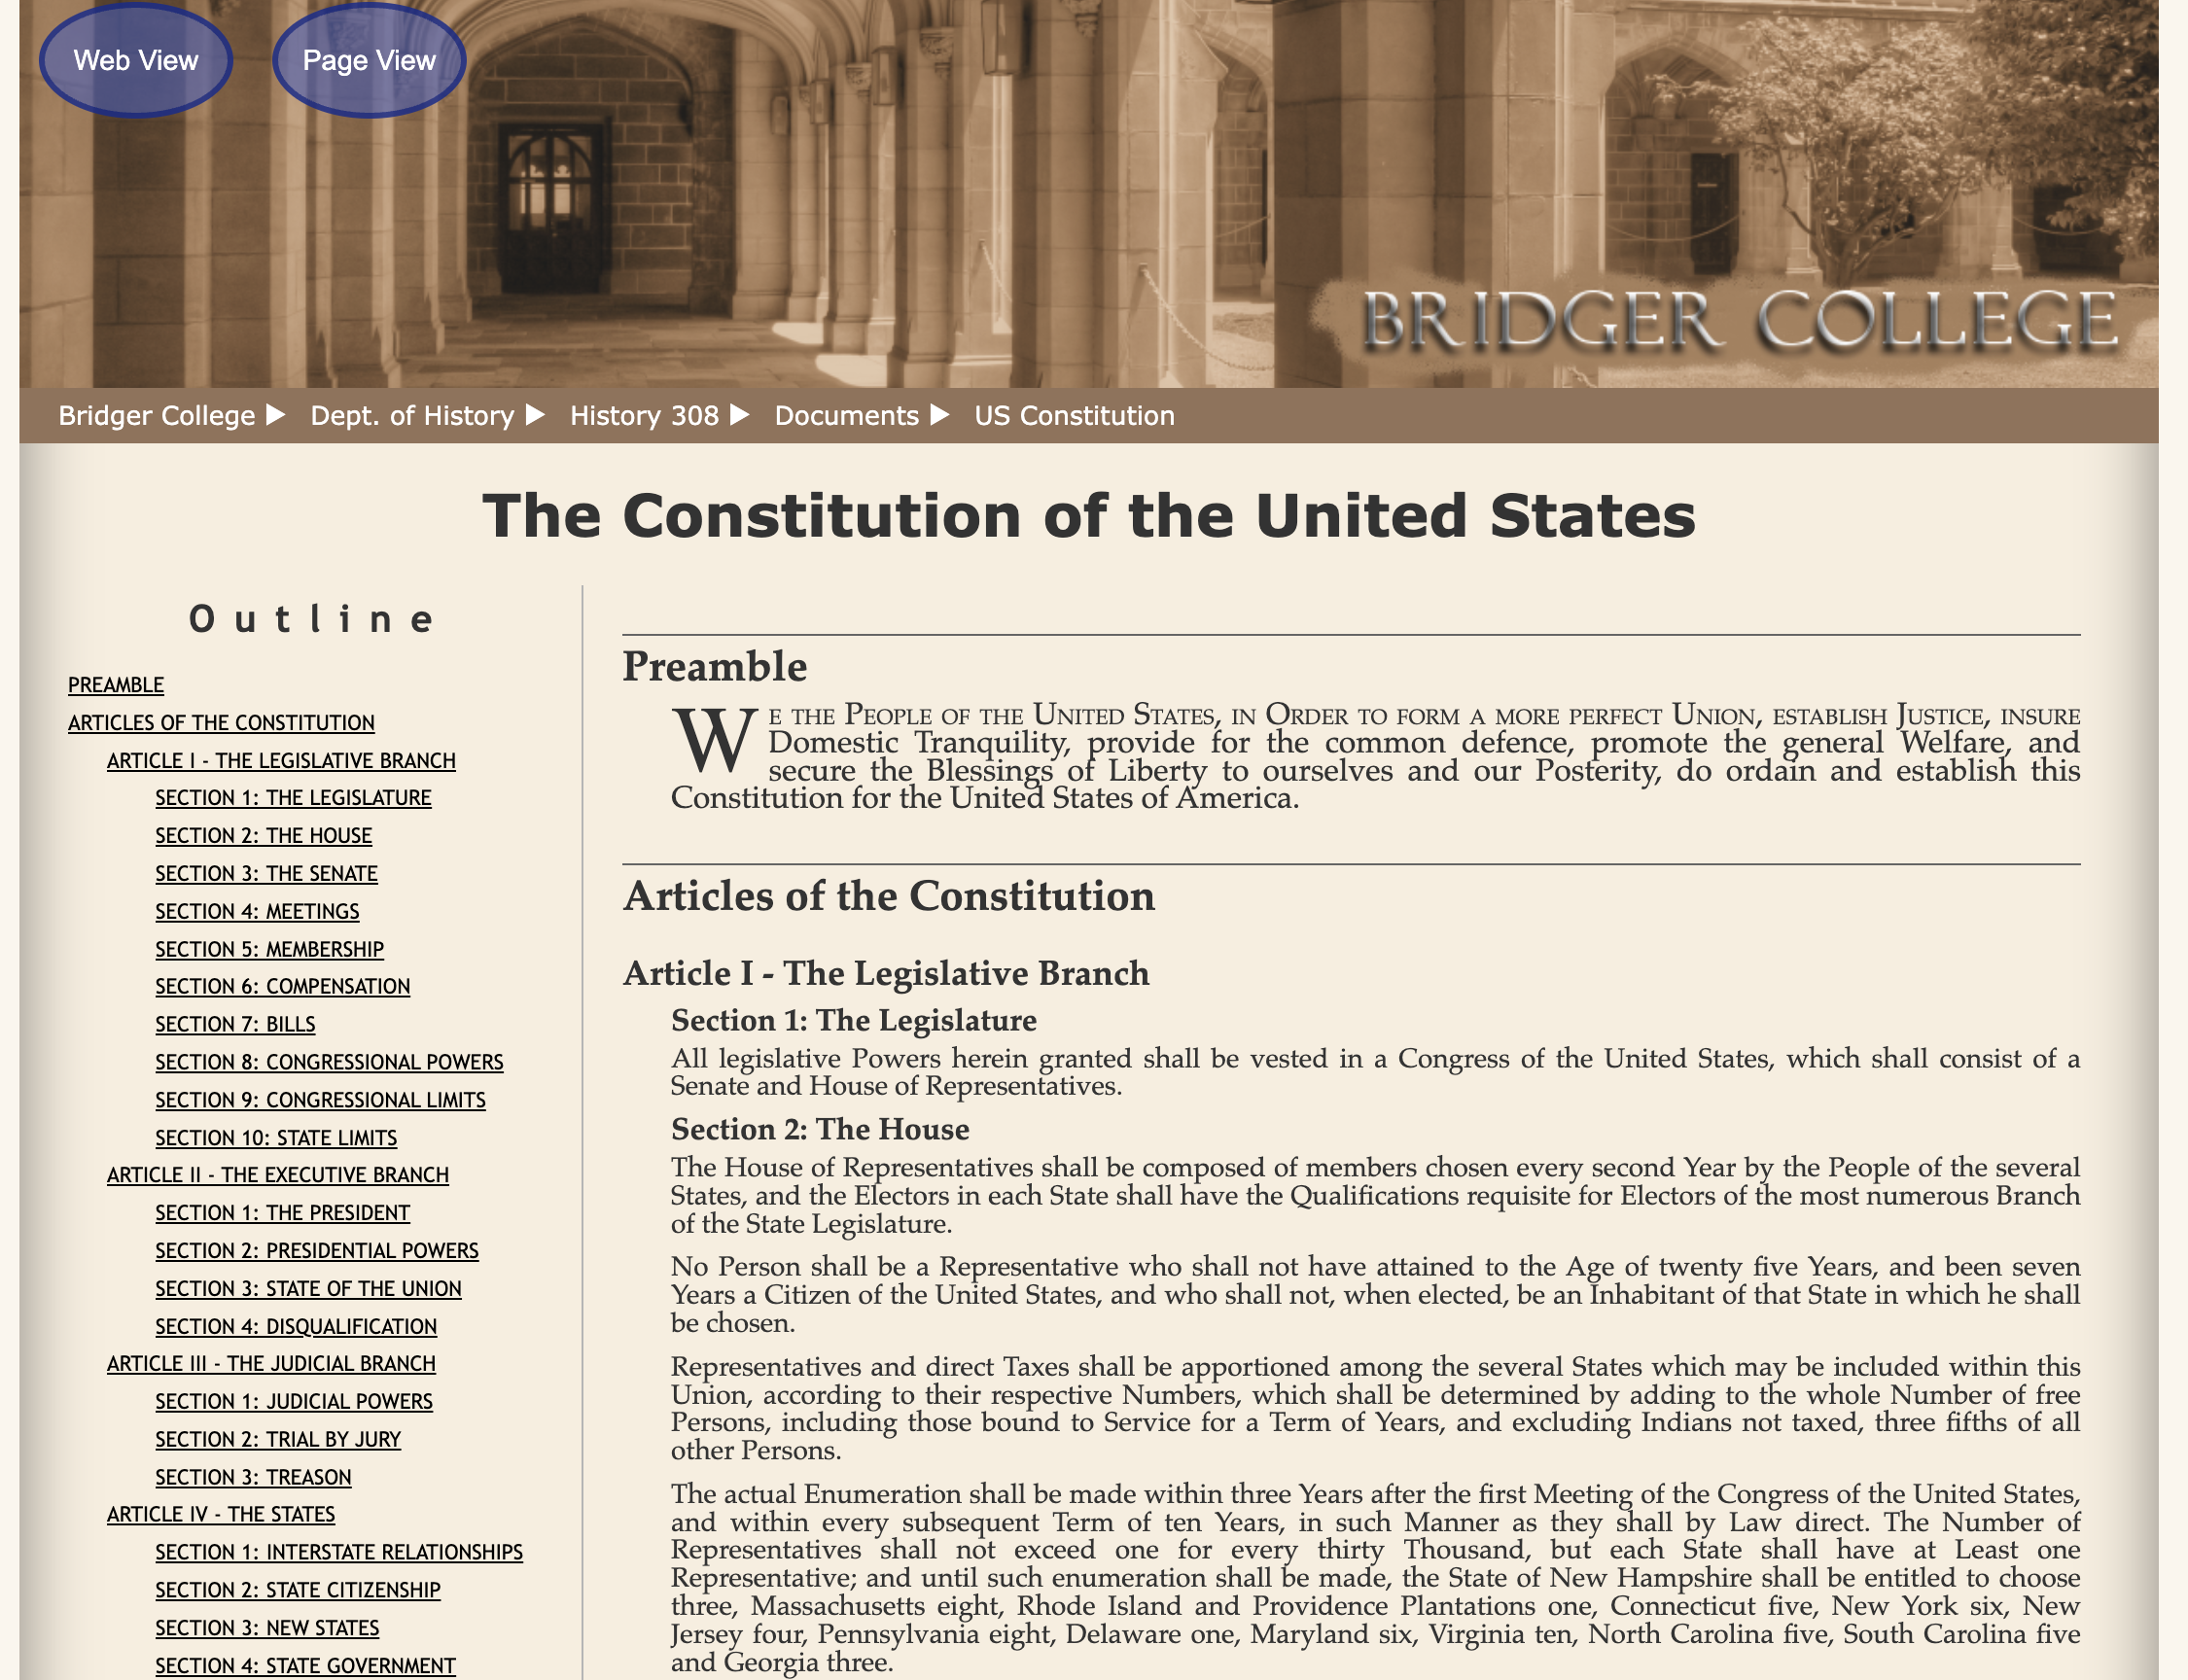 Web View
Page View
BRIDGER COLLEGE
Bridger College ▶ Dept. of History ▶ History 308 ▶ Documents ▶ US Constitution
The Constitution of the United States
Outline
PREAMBLE
ARTICLES OF THE CONSTITUTION
ARTICLE I - THE LEGISLATIVE BRANCH
SECTION 1: THE LEGISLATURE
SECTION 2: THE HOUSE
SECTION 3: THE SENATE
SECTION 4: MEETINGS
SECTION 5: MEMBERSHIP
SECTION 6: COMPENSATION
SECTION 7: BILLS
SECTION 8: CONGRESSIONAL POWERS
SECTION 9: CONGRESSIONAL LIMITS
SECTION 10: STATE LIMITS
ARTICLE II - THE EXECUTIVE BRANCH
SECTION 1: THE PRESIDENT
SECTION 2: PRESIDENTIAL POWERS
SECTION 3: STATE OF THE UNION
SECTION 4: DISQUALIFICATION
ARTICLE III - THE JUDICIAL BRANCH
SECTION 1: JUDICIAL POWERS
SECTION 2: TRIAL BY JURY
SECTION 3: TREASON
ARTICLE IV - THE STATES
SECTION 1: INTERSTATE RELATIONSHIPS
SECTION 2: STATE CITIZENSHIP
SECTION 3: NEW STATES
SECTION 4: STATE GOVERNMENT
Preamble
WE THE PEOPLE OF THE UNITED STATES, IN ORDER TO FORM A MORE PERFECT UNION, ESTABLISH JUSTICE, INSURE
Domestic Tranquility, provide for the common defence, promote the general Welfare, and
secure the Blessings of Liberty to ourselves and our Posterity, do ordain and establish this
Constitution for the United States of America.
Articles of the Constitution
Article I - The Legislative Branch
Section 1: The Legislature
All legislative Powers herein granted shall be vested in a Congress of the United States, which shall consist of a
Senate and House of Representatives.
Section 2: The House
The House of Representatives shall be composed of members chosen every second Year by the People of the several
States, and the Electors in each State shall have the Qualifications requisite for Electors of the most numerous Branch
of the State Legislature.
No Person shall be a Representative who shall not have attained to the Age of twenty five Years, and been seven
Years a Citizen of the United States, and who shall not, when elected, be an Inhabitant of that State in which he shall
be chosen.
Representatives and direct Taxes shall be apportioned among the several States which may be included within this
Union, according to their respective Numbers, which shall be determined by adding to the whole Number of free
Persons, including those bound to Service for a Term of Years, and excluding Indians not taxed, three fifths of all
other Persons.
The actual Enumeration shall be made within three Years after the first Meeting of the Congress of the United States,
and within every subsequent Term of ten Years, in such Manner as they shall by Law direct. The Number of
Representatives shall not exceed one for every thirty Thousand, but each State shall have at Least one
Representative; and until such enumeration shall be made, the State of New Hampshire shall be entitled to choose
three, Massachusetts eight, Rhode Island and Providence Plantations one, Connecticut five, New York six, New
Jersey four, Pennsylvania eight, Delaware one, Maryland six, Virginia ten, North Carolina five, South Carolina five
and Georgia three.